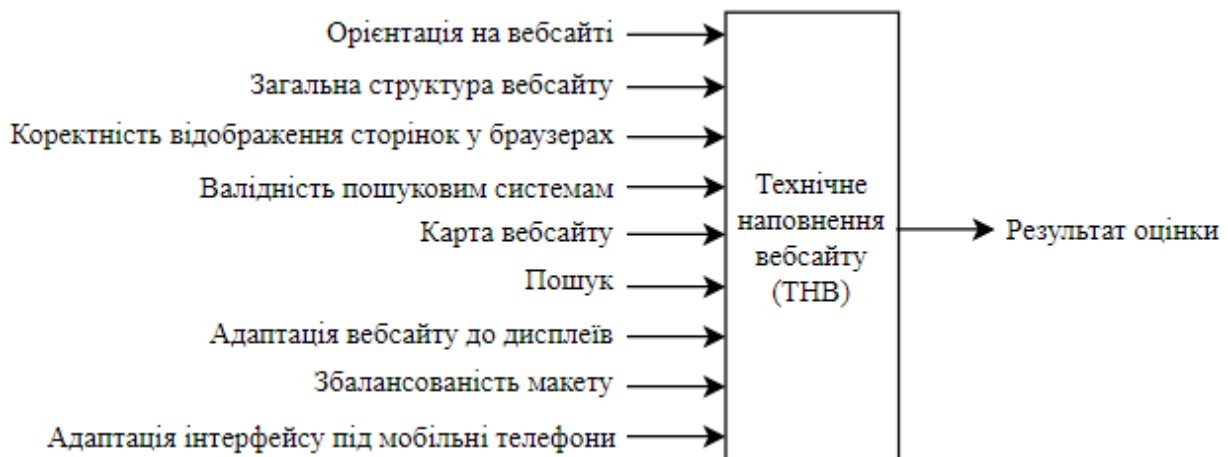 Орієнтація на вебсайті
Загальна структура вебсайту
Коректність відображення сторінок у браузерах
Валідність пошуковим системам
Карта вебсайту
Пошук
Адаптація вебсайту до дисплеїв
Збалансованість макету
Адаптація інтерфейсу під мобільні телефони
Технічне
наповнення
вебсайту
(ТНВ)
Результат оцінки